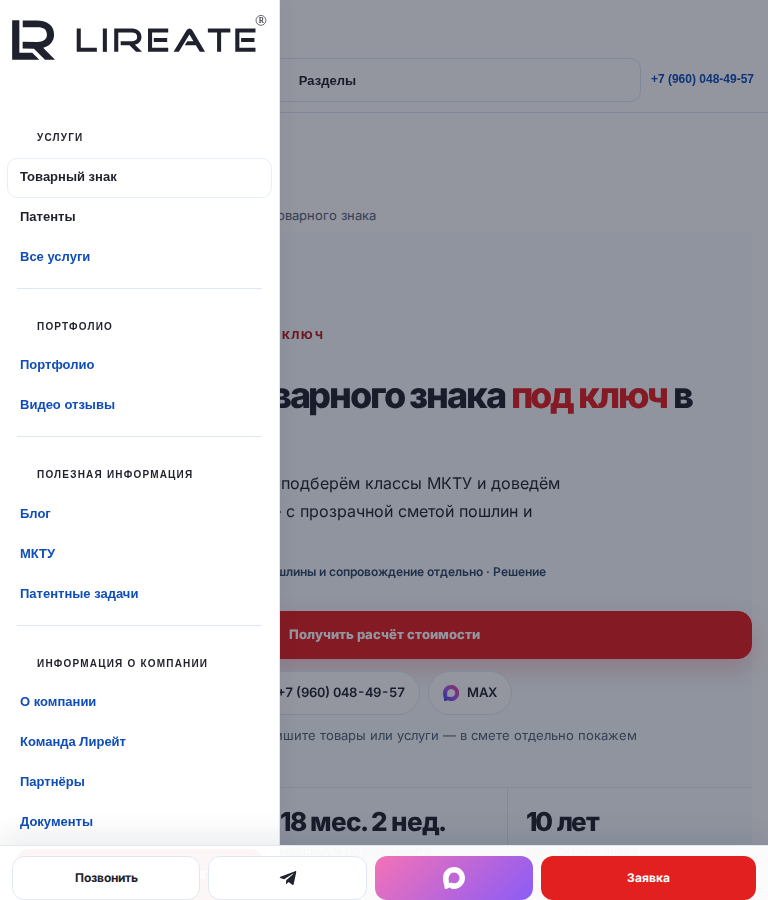 LIREATE®
УСЛУГИ
Товарный знак
Патенты
Все услуги
ПОРТФОЛИО
Портфолио
Видео отзывы
ПОЛЕЗНАЯ ИНФОРМАЦИЯ
Блог
МКТУ
Патентные задачи
ИНФОРМАЦИЯ О КОМПАНИИ
О компании
Команда Лирейт
Партнёры
Документы
Разделы
+7 (960) 048-49-57
оварного знака
КЛЮЧ
варного знака под ключ в
подберём классы МКТУ и доведём
с прозрачной сметой пошлин и
шлины и сопровождение отдельно · Решение
Получить расчёт стоимости
+7 (960) 048-49-57
MAX
ишите товары или услуги — в смете отдельно покажем
18 мес. 2 нед.
10 лет
Позвонить
Заявка